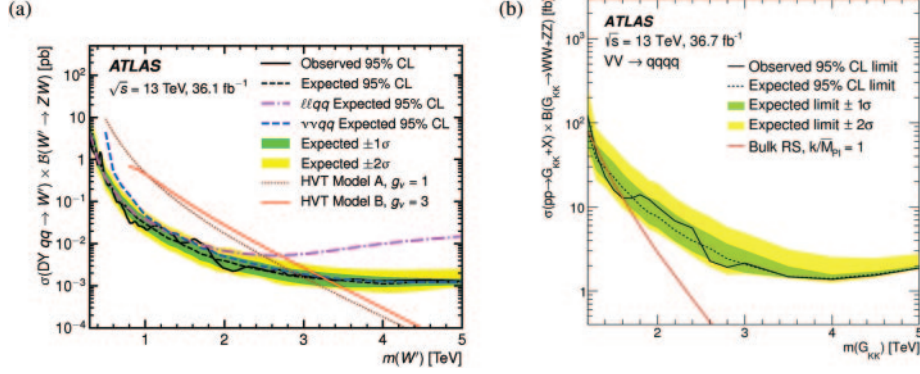 (a)
ATLAS
√s = 13 TeV, 36.1 fb⁻¹
Observed 95% CL
Expected 95% CL
ℓℓqq Expected 95% CL
ννqq Expected 95% CL
Expected ±1σ
Expected ±2σ
HVT Model A, gᵥ = 1
HVT Model B, gᵥ = 3
σ(DY qq → W') × B(W' → ZW) [pb]
10²
10
1
10⁻¹
10⁻²
10⁻³
10⁻⁴
1 2 3 4 5
m(W') [TeV]
(b)
ATLAS
√s = 13 TeV, 36.7 fb⁻¹
VV → qqqq
Observed 95% CL limit
Expected 95% CL limit
Expected limit ± 1σ
Expected limit ± 2σ
Bulk RS, k/M̅_Pl = 1
σ(pp→G_KK+X) × B(G_KK→WW+ZZ) [fb]
10³
10²
10
1
2 3 4 5
m(G_KK) [TeV]